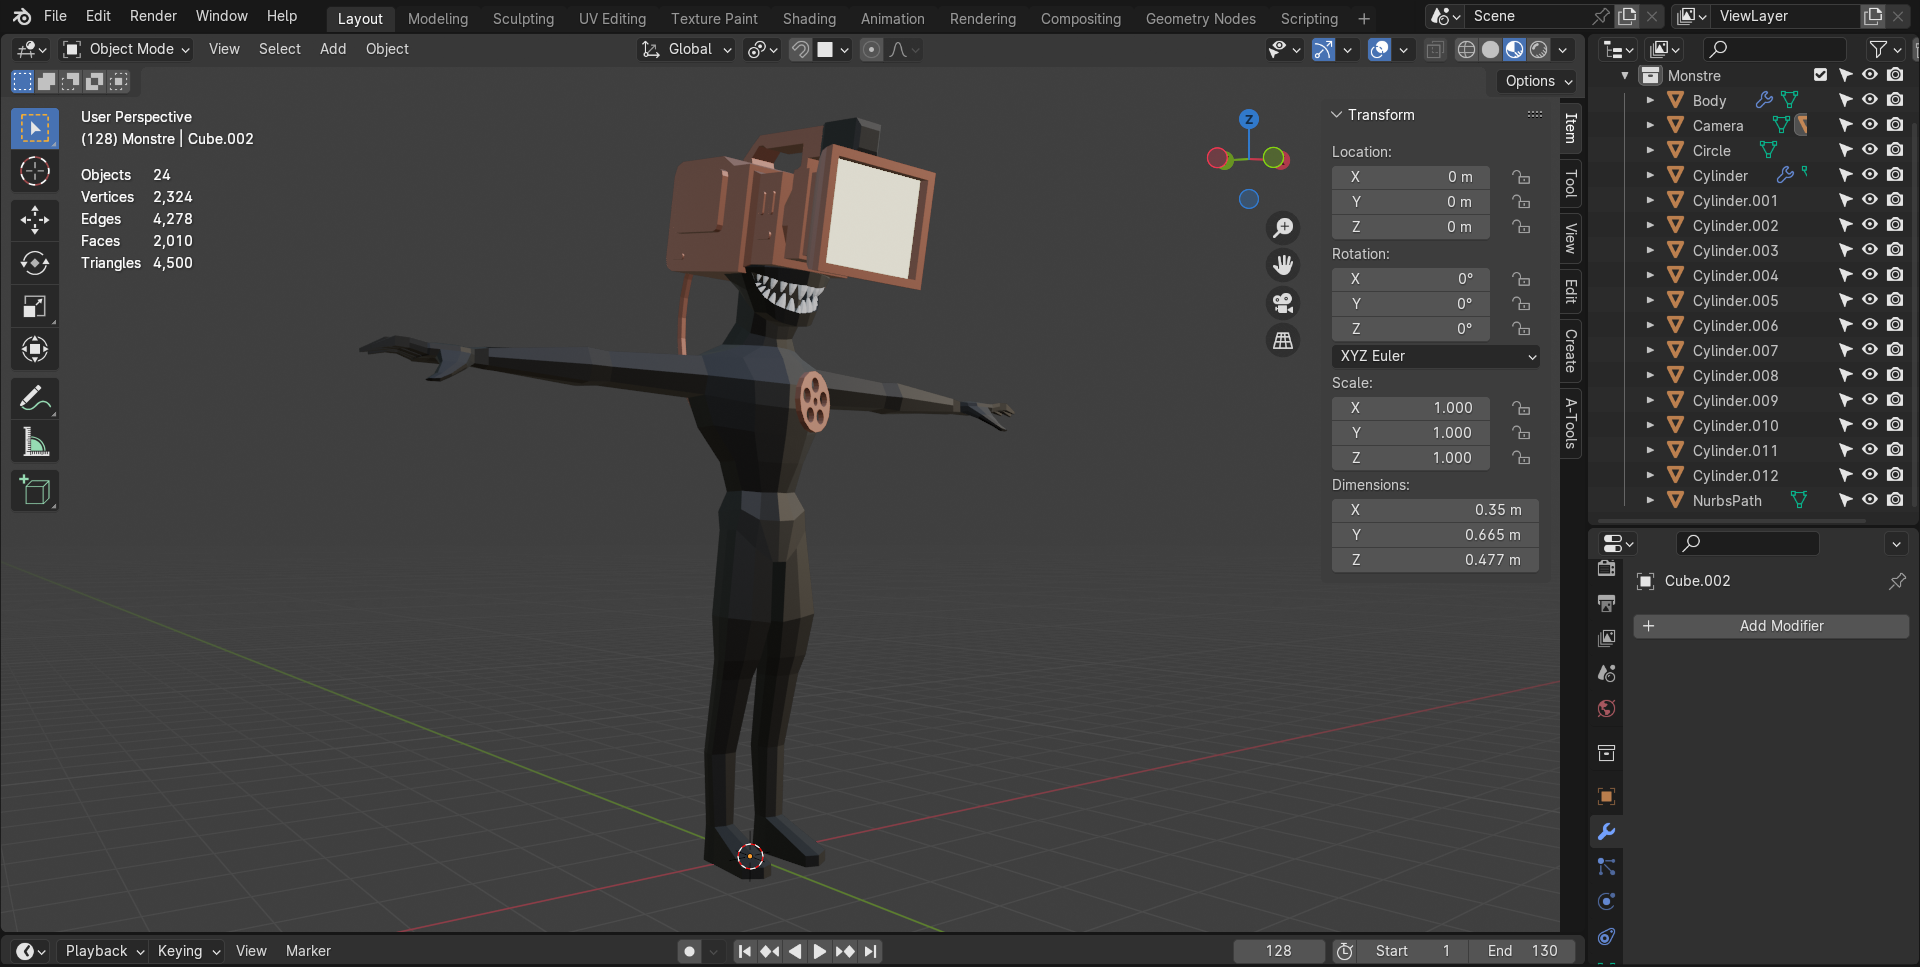 File Edit Render Window Help Layout Modeling Sculpting UV Editing Texture Paint Shading Animation Rendering Compositing Geometry Nodes Scripting + Scene ViewLayer
Object Mode View Select Add Object Global
Options
User Perspective
(128) Monstre | Cube.002
Objects 24
Vertices 2,324
Edges 4,278
Faces 2,010
Triangles 4,500
Z
Transform
Location:
X 0 m
Y 0 m
Z 0 m
Rotation:
X 0°
Y 0°
Z 0°
XYZ Euler
Scale:
X 1.000
Y 1.000
Z 1.000
Dimensions:
X 0.35 m
Y 0.665 m
Z 0.477 m
Item
Tool
View
Edit
Create
A-Tools
Monstre
Body
Camera
Circle
Cylinder
Cylinder.001
Cylinder.002
Cylinder.003
Cylinder.004
Cylinder.005
Cylinder.006
Cylinder.007
Cylinder.008
Cylinder.009
Cylinder.010
Cylinder.011
Cylinder.012
NurbsPath
Cube.002
+ Add Modifier
Playback Keying View Marker 128 Start 1 End 130